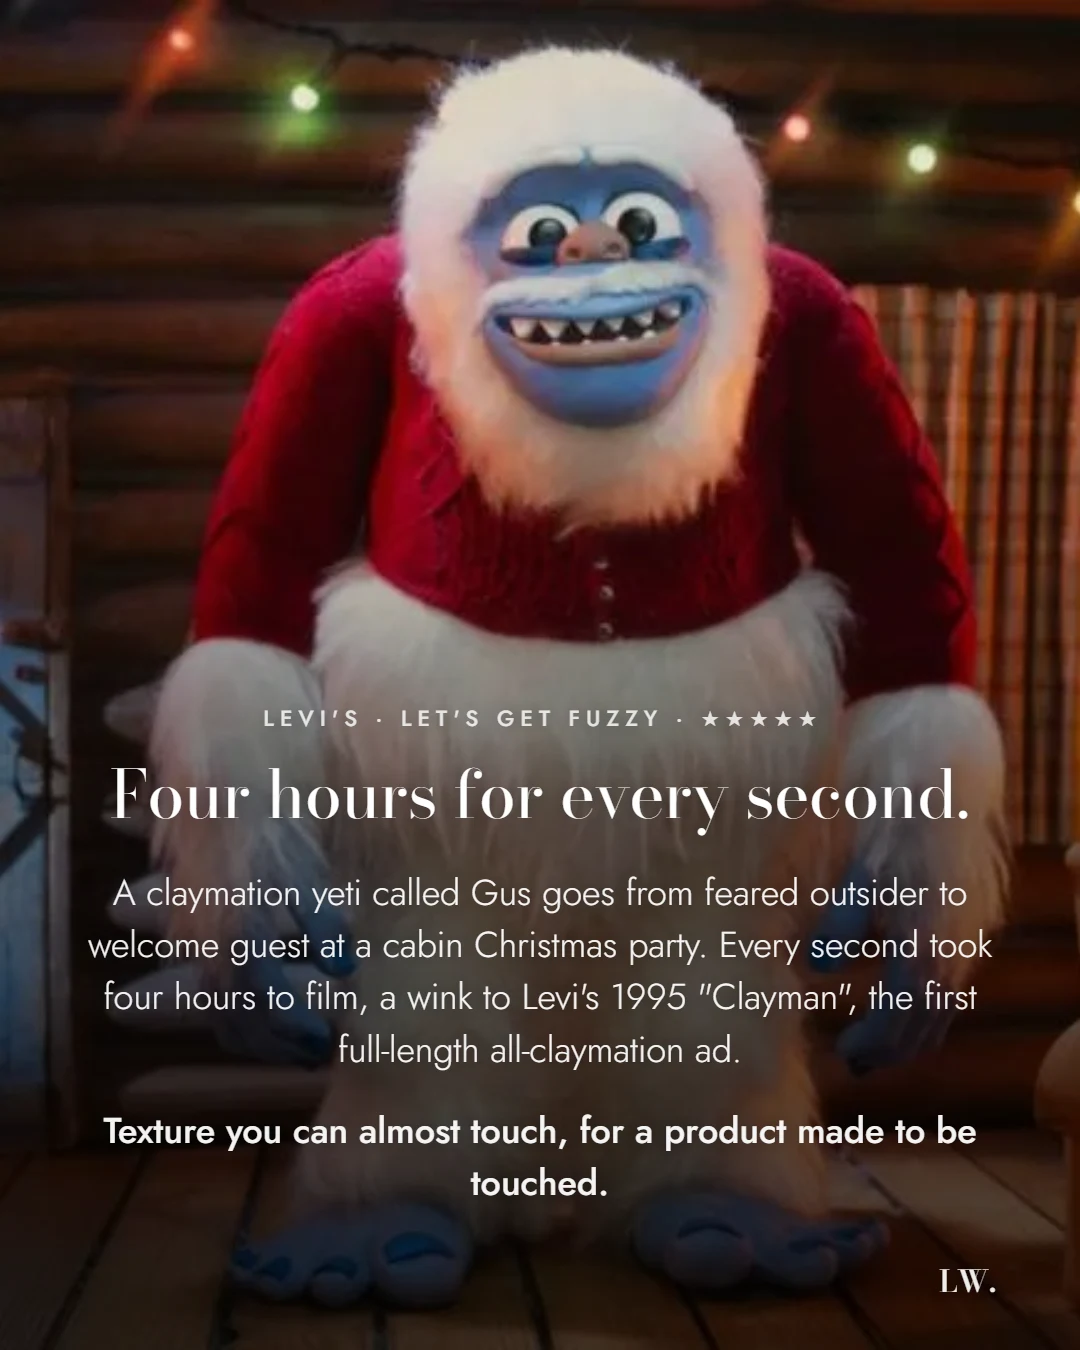 LEVI'S · LET'S GET FUZZY · ★★★★★
Four hours for every second.
A claymation yeti called Gus goes from feared outsider to
welcome guest at a cabin Christmas party. Every second took
four hours to film, a wink to Levi's 1995 "Clayman", the first
full-length all-claymation ad.
Texture you can almost touch, for a product made to be
touched.
LW.